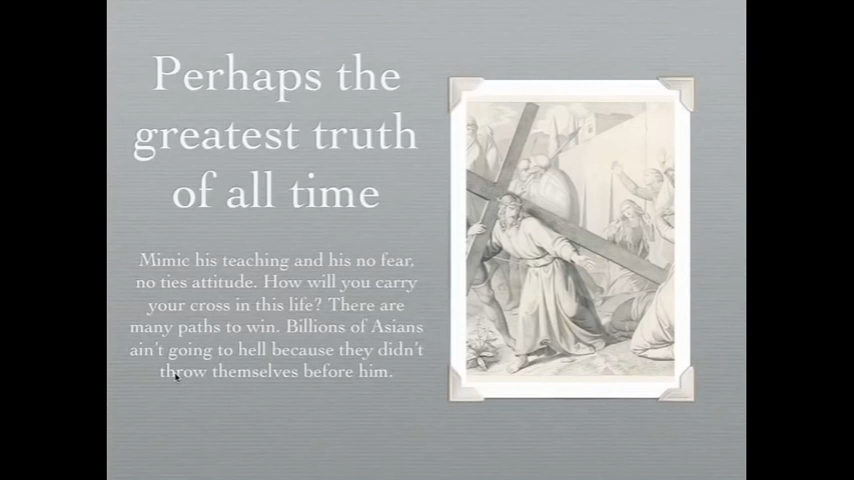 Perhaps the
greatest truth
of all time
Mimic his teaching and his no fear,
no ties attitude. How will you carry
your cross in this life? There are
many paths to win. Billions of Asians
ain't going to hell because they didn't
throw themselves before him.